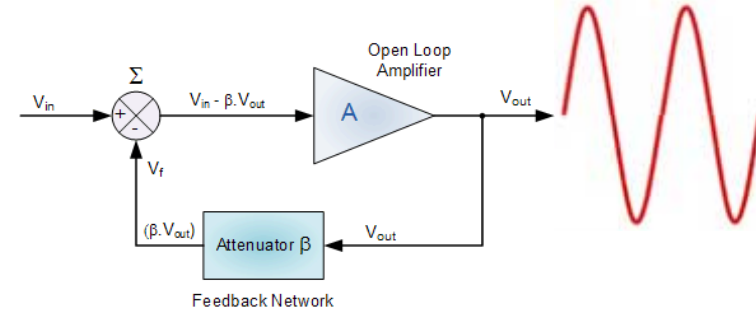 Open Loop
Amplifier
Σ
V_in
V_in - β.V_out
A
V_out
+
-
V_f
(β.V_out)
Attenuator β
V_out
Feedback Network